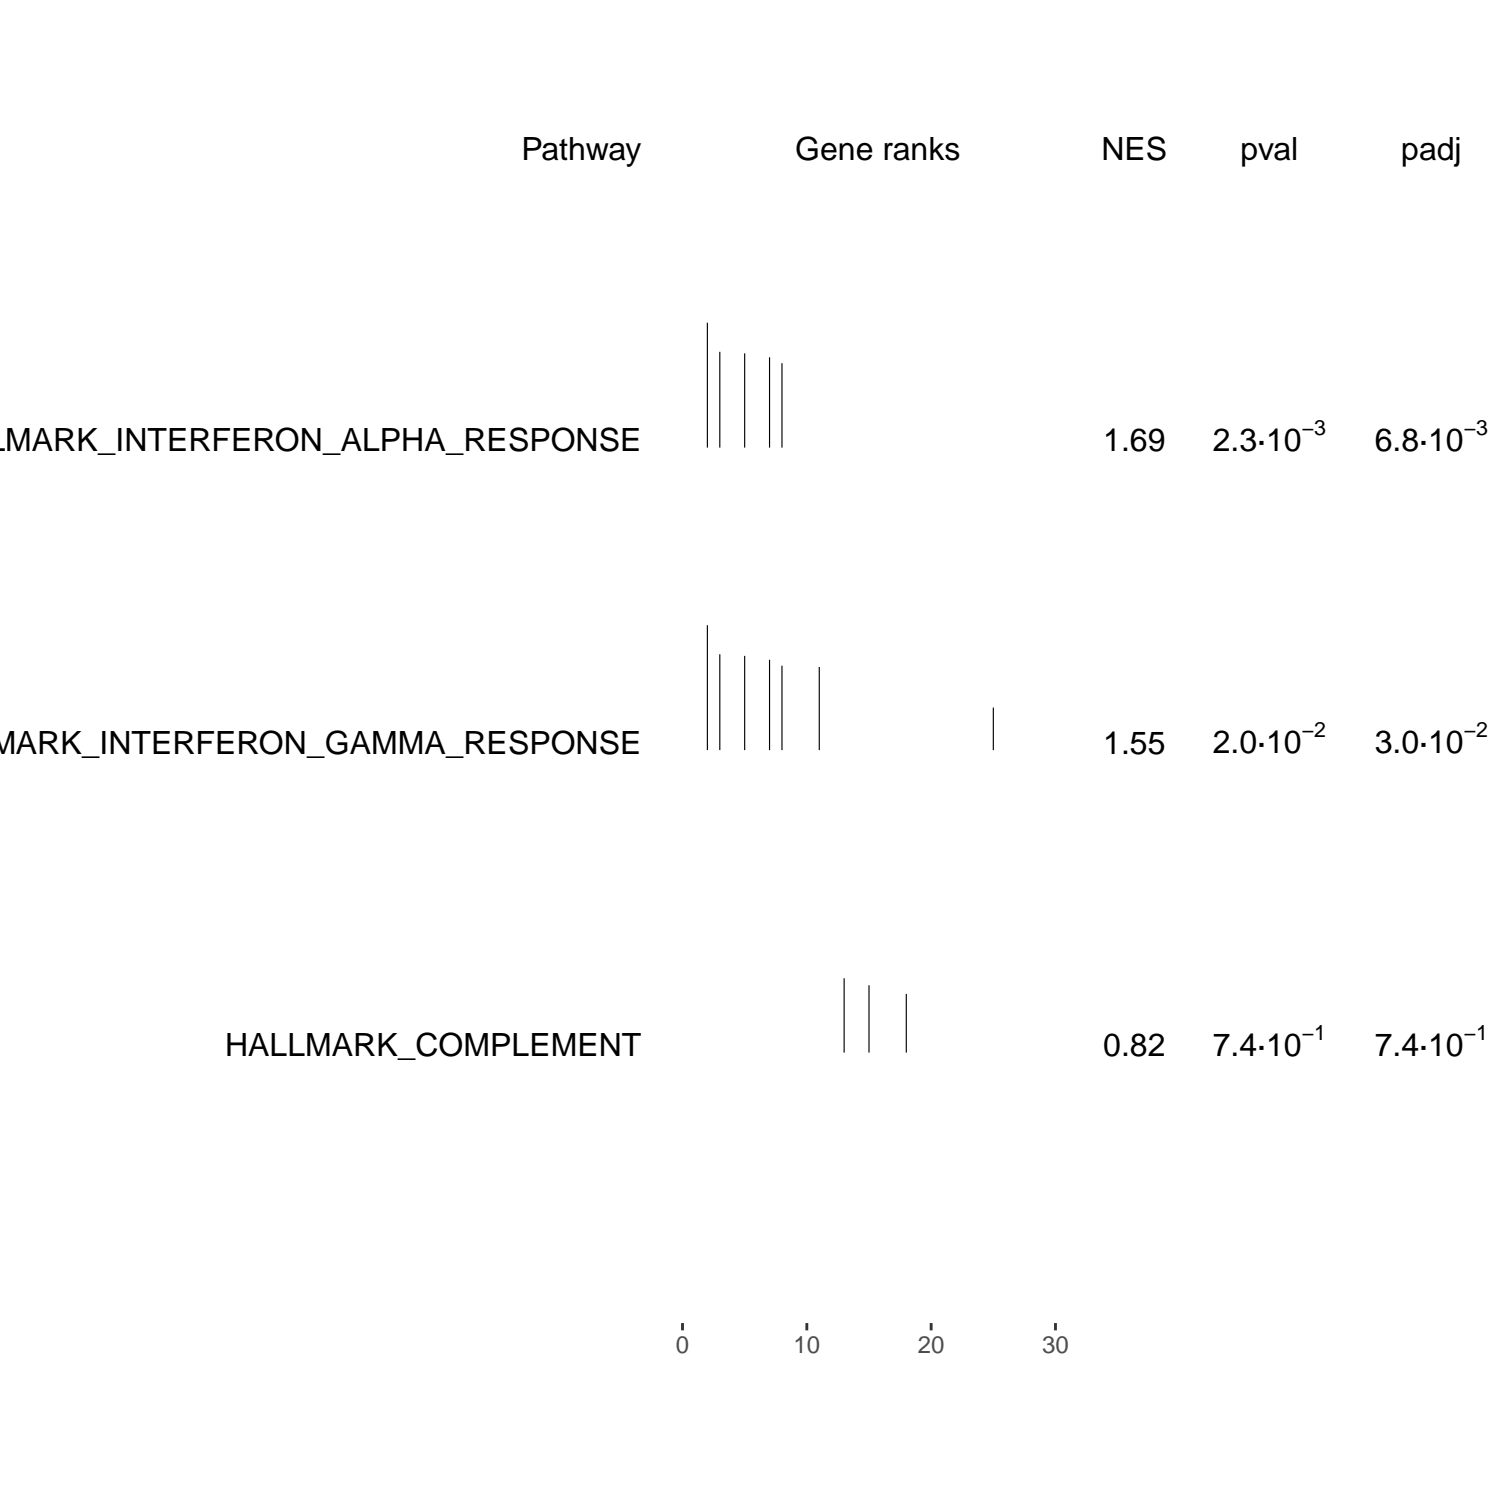 Pathway Gene ranks NES pval padj
LMARK_INTERFERON_ALPHA_RESPONSE 1.69 2.3·10⁻³ 6.8·10⁻³
MARK_INTERFERON_GAMMA_RESPONSE 1.55 2.0·10⁻² 3.0·10⁻²
HALLMARK_COMPLEMENT 0.82 7.4·10⁻¹ 7.4·10⁻¹
0 10 20 30